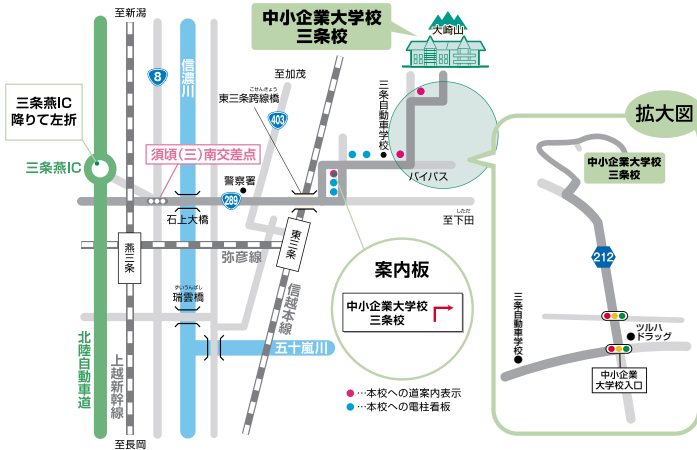 至新潟
中小企業大学校
三条校
大崎山
8
信濃川
至加茂
こせんきょう
東三条跨線橋
403
三条自動車学校
拡大図
三条燕IC
降りて左折
三条燕IC
須頃(三)南交差点
警察署
289
石上大橋
バイパス
しただ
至下田
中小企業大学校
三条校
燕三条
弥彦線
東三条
案内板
中小企業大学校
三条校
212
ずいうんばし
瑞雲橋
信越本線
五十嵐川
北陸自動車道
上越新幹線
三条自動車学校
ツルハ
ドラッグ
中小企業
大学校入口
…本校への道案内表示
…本校への電柱看板
至長岡